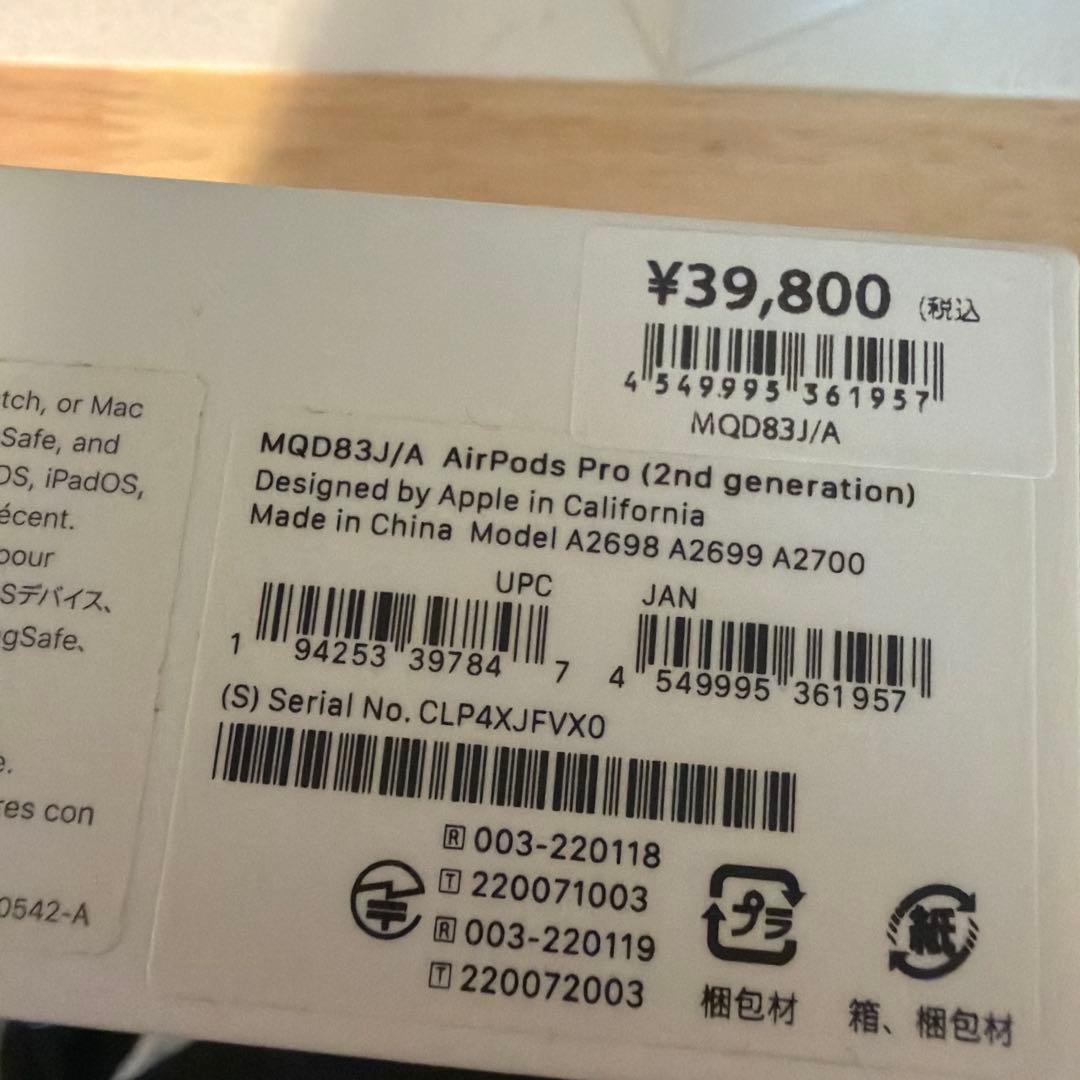 ¥39,800 (税込
4 549995 361957
MQD83J/A
tch, or Mac
Safe, and
OS, iPadOS,
écent.
pour
Sデバイス、
gSafe、
e.
res con
0542-A
MQD83J/A AirPods Pro (2nd generation)
Designed by Apple in California
Made in China Model A2698 A2699 A2700
UPC JAN
1 94253 39784 7 4 549995 361957
(S) Serial No. CLP4XJFVX0
R 003-220118
T 220071003
R 003-220119
T 220072003
プラ 紙
梱包材 箱、梱包材